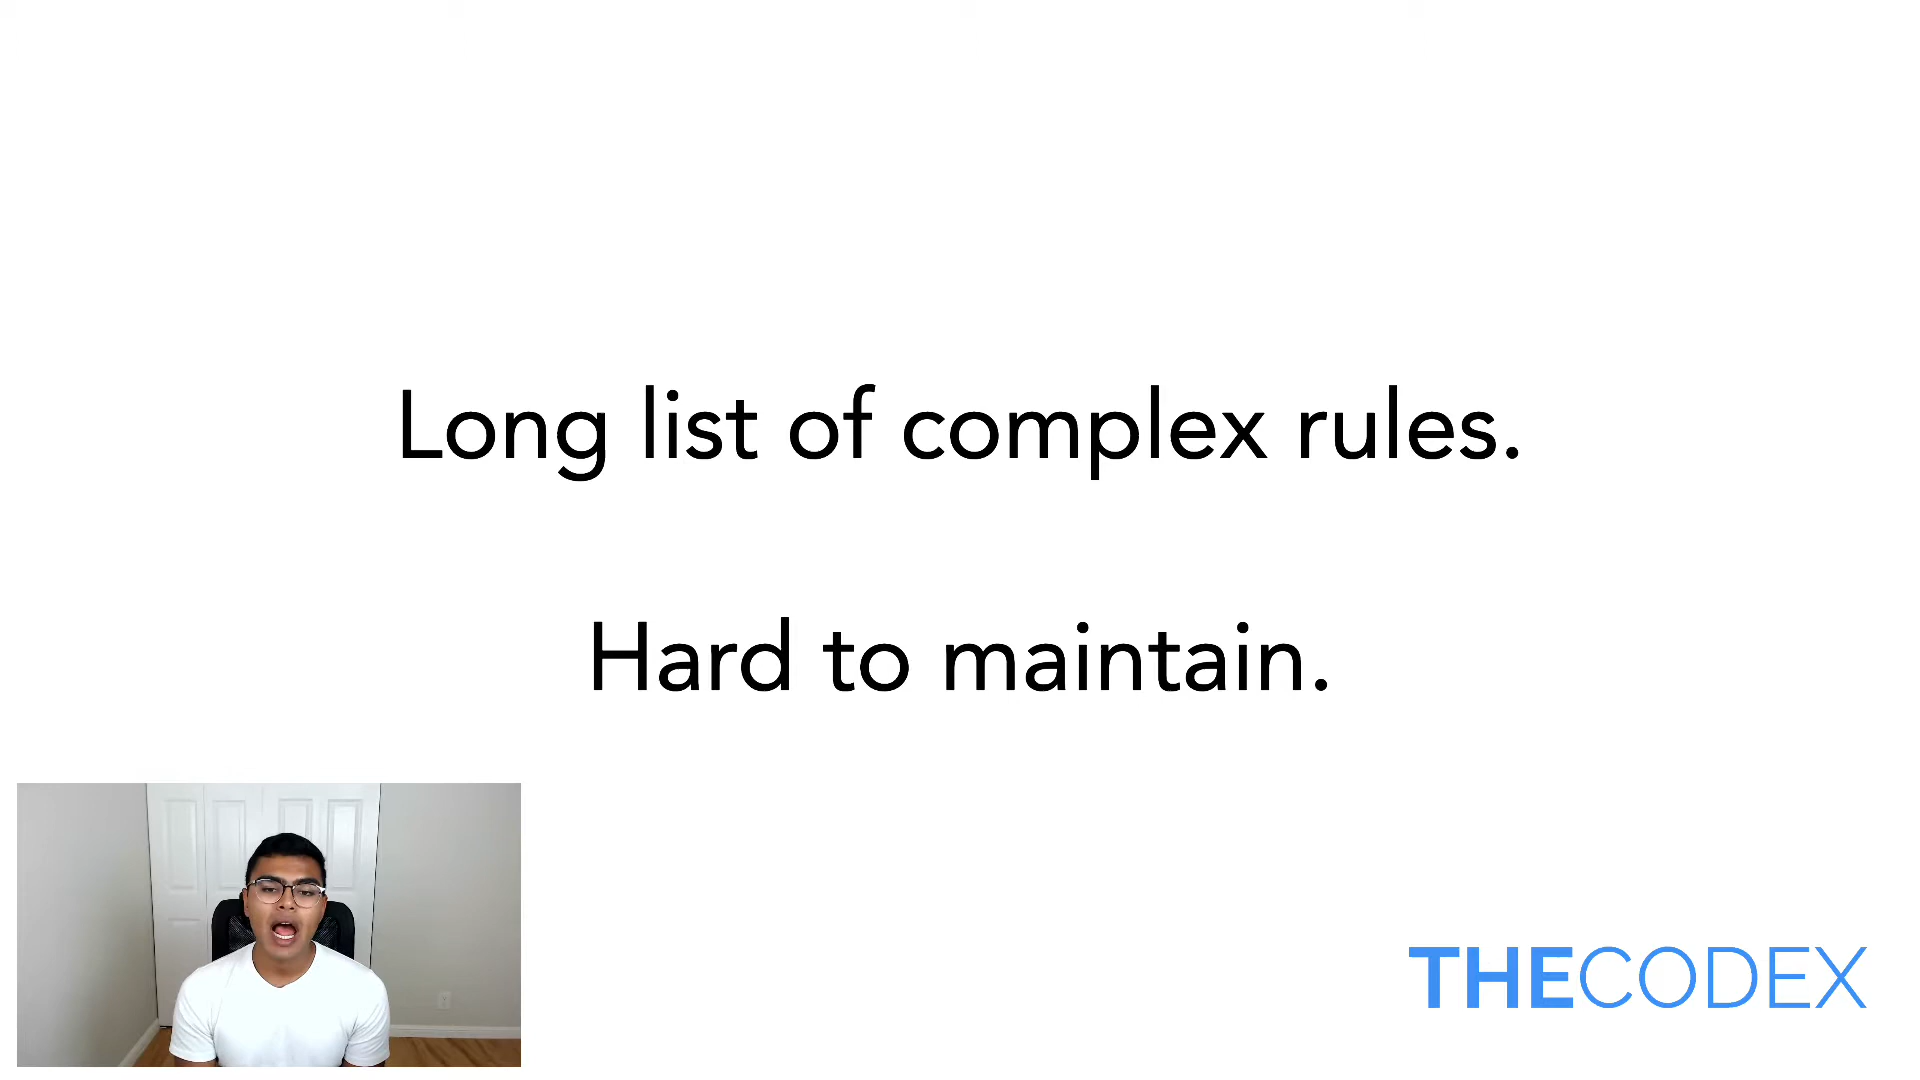 Long list of complex rules.
Hard to maintain.
THECODEX